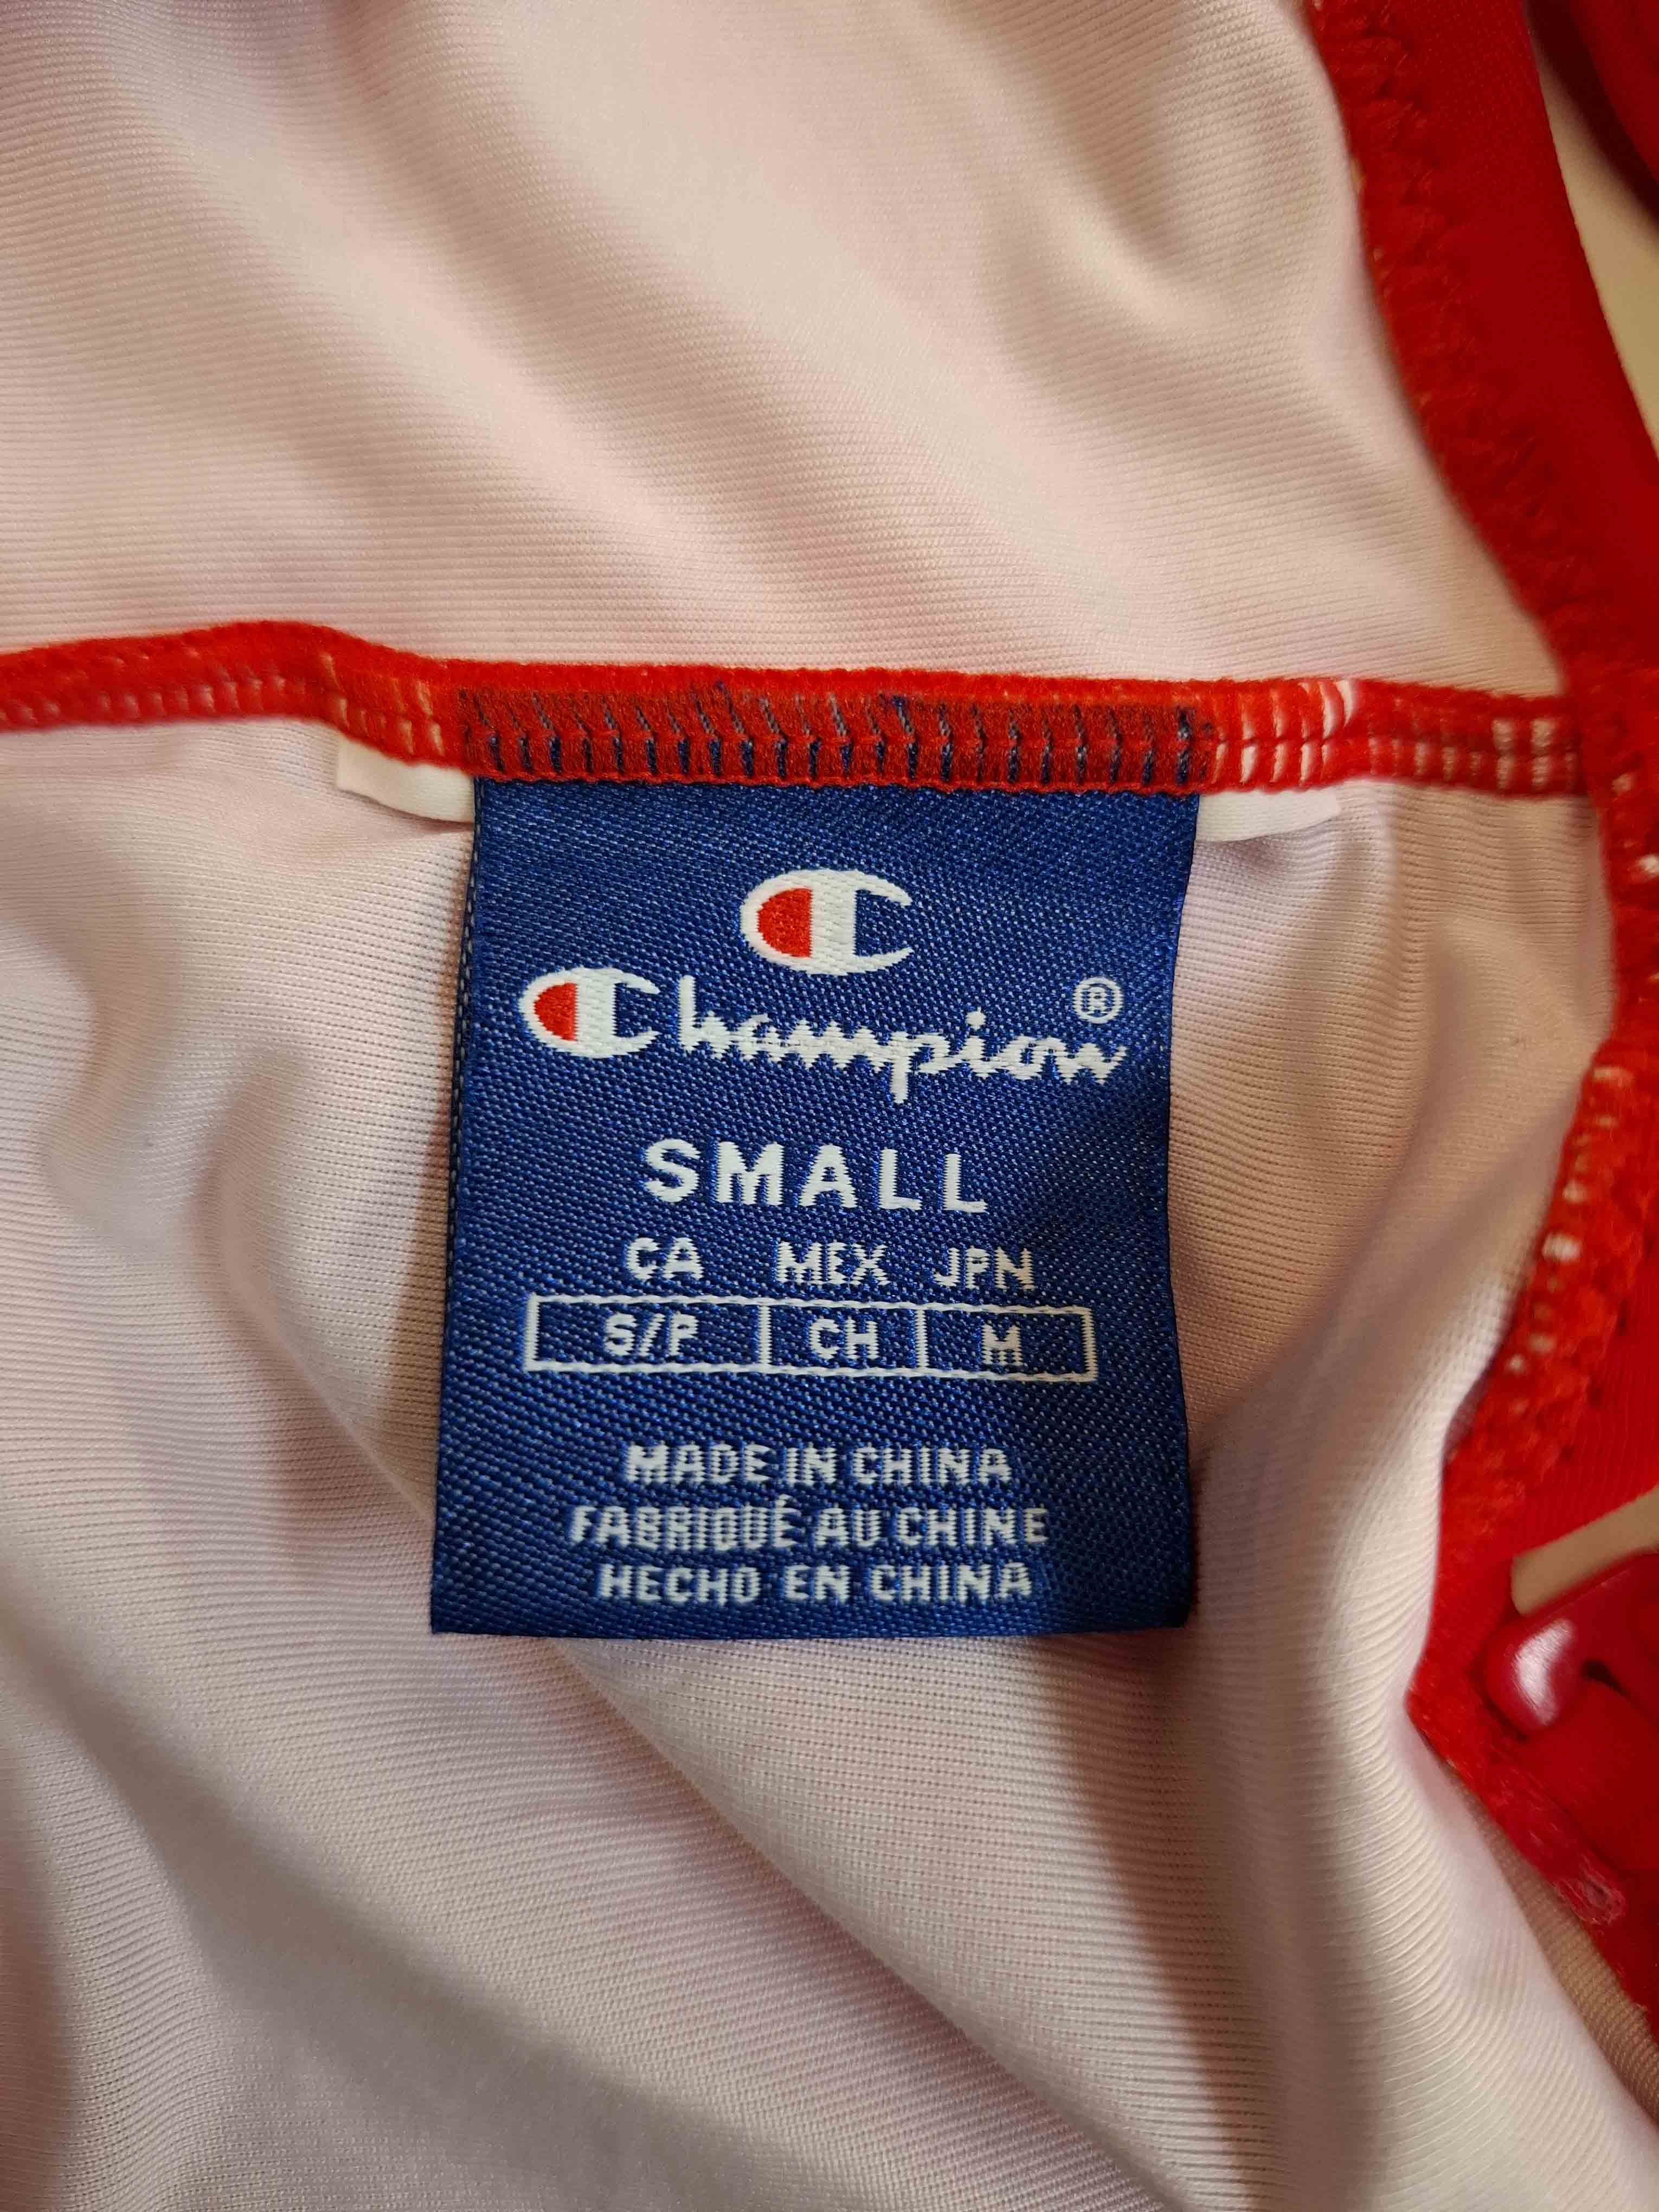 C
Champion®
SMALL
CA MEX JPN
S/P CH M
MADE IN CHINA
FABRIQUÉ AU CHINE
HECHO EN CHINA